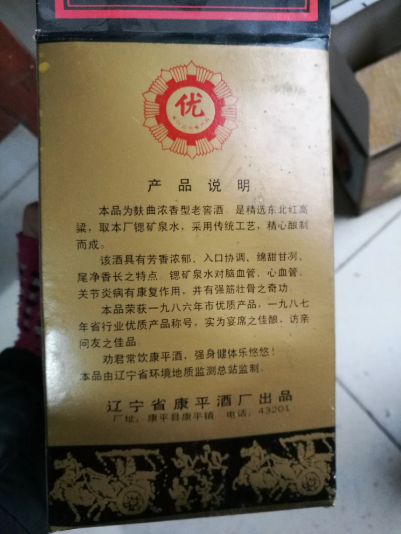 优
产品说明
本品为麸曲浓香型老窖酒 是精选东北红高
梁，取本厂锶矿泉水，采用传统工艺，精心酿制
而成。
该酒具有芳香浓郁、入口协调、绵甜甘冽、
尾净香长之特点 锶矿泉水对脑血管、心血管、
关节炎病有康复作用，并有强筋壮骨之奇功．
本品荣获一九八六年市优质产品，一九八七
年省行业优质产品称号，实为宴席之佳酿，访亲
问友之佳品
劝君常饮康平酒，强身健体乐悠悠！
本品由辽宁省环境地质监测总站监制．
辽宁省康平酒厂出品
厂址：康平县康平镇 电话：43201